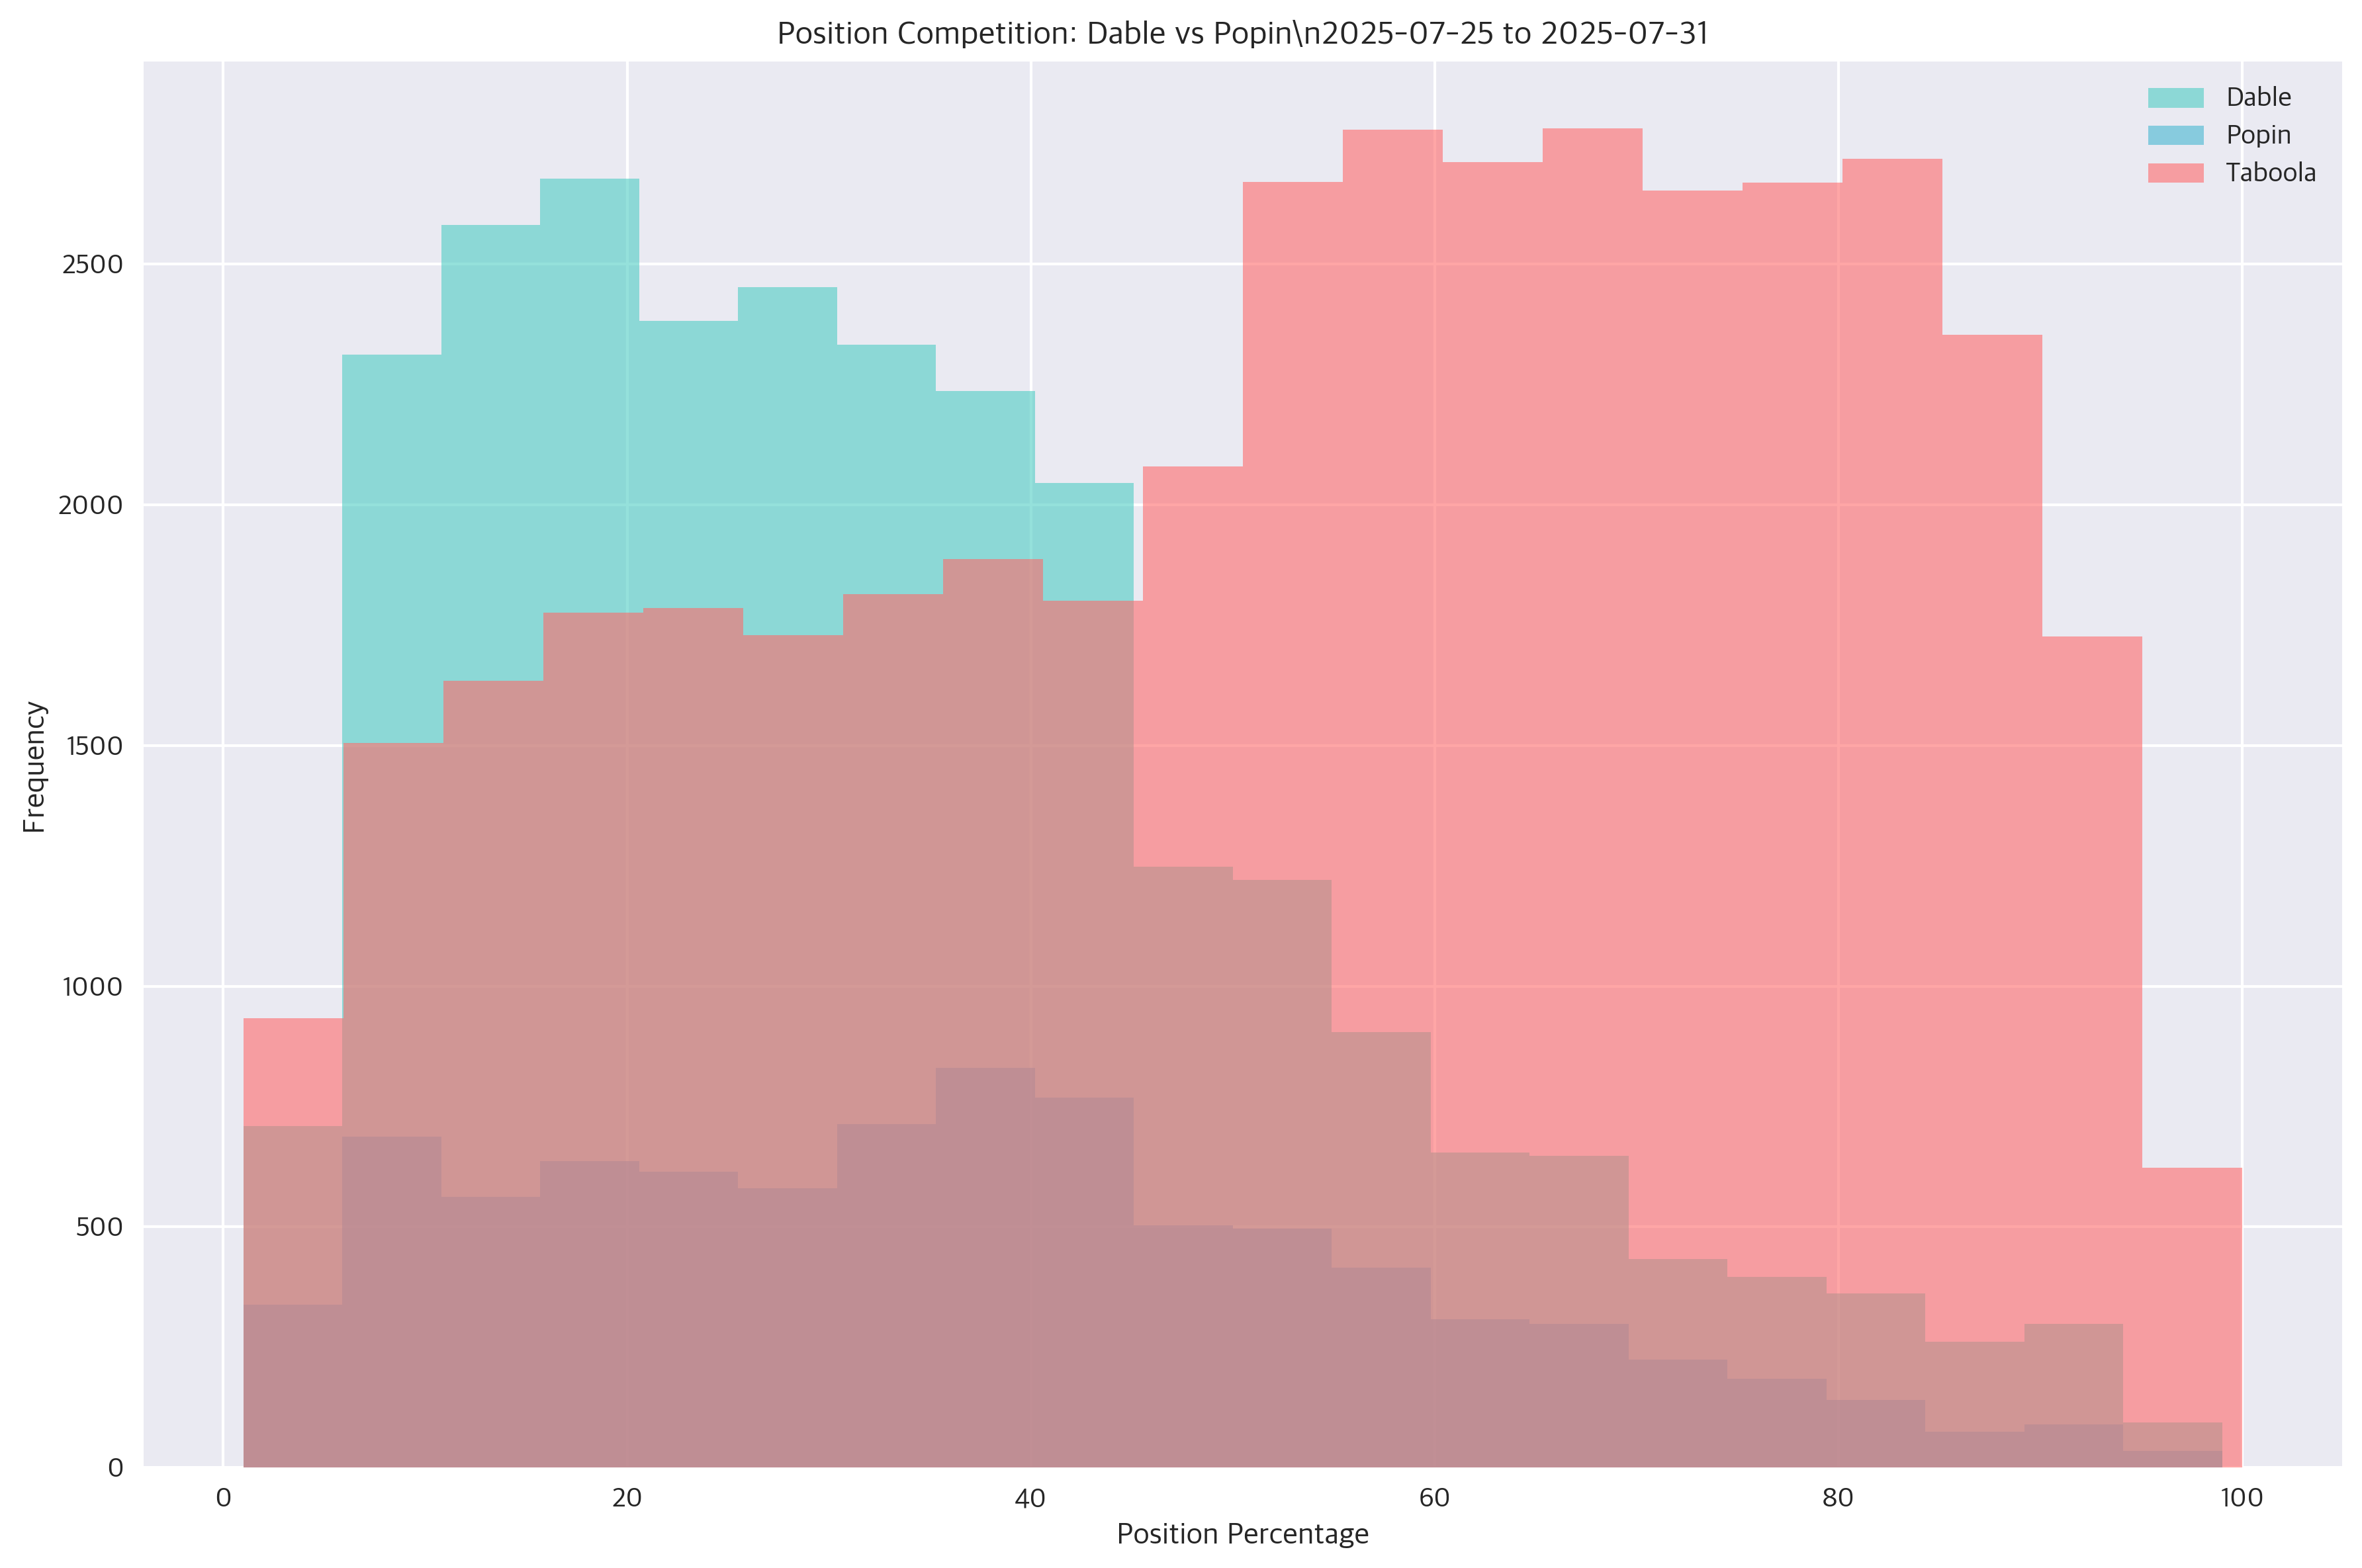 Position Competition: Dable vs Popin\n2025-07-25 to 2025-07-31
Dable
Popin
Taboola
Frequency
2500
2000
1500
1000
500
0
0 20 40 60 80 100
Position Percentage